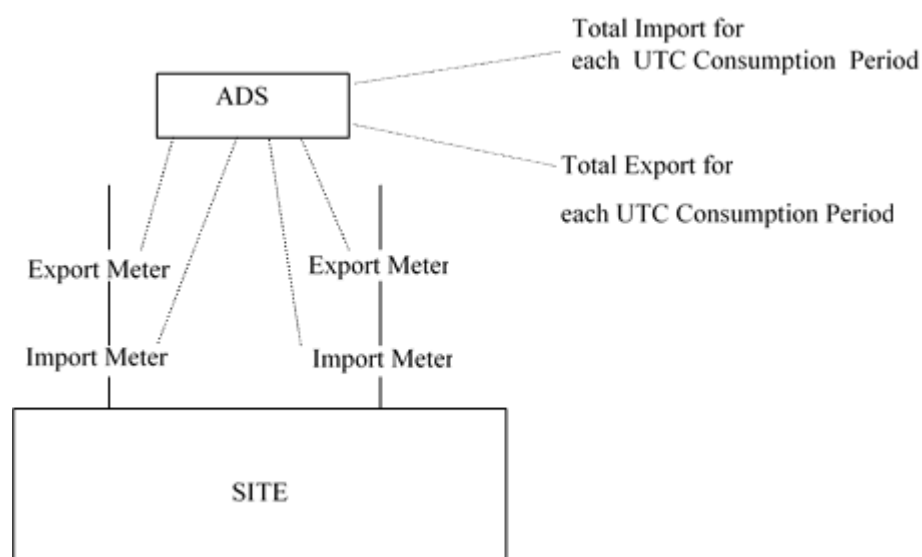 Total Import for
each UTC Consumption Period
ADS
Total Export for
each UTC Consumption Period
Export Meter
Export Meter
Import Meter
Import Meter
SITE